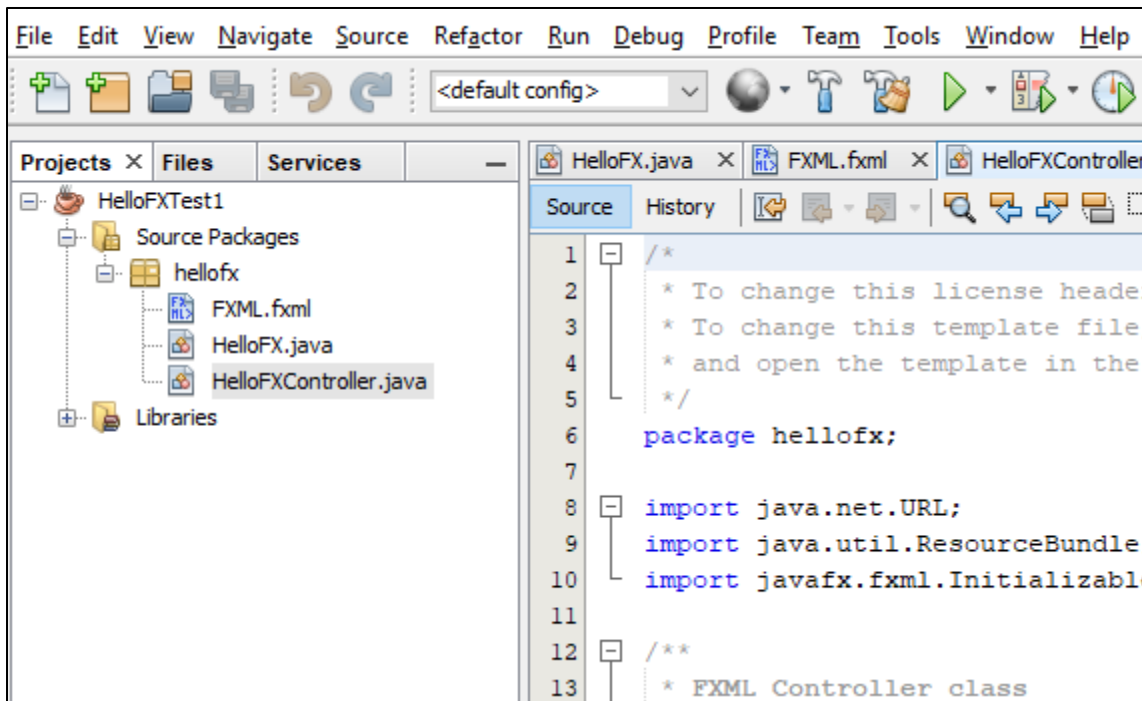 File Edit View Navigate Source Refactor Run Debug Profile Team Tools Window Help
<default config>
Projects Files Services
HelloFXTest1
Source Packages
hellofx
FXML.fxml
HelloFX.java
HelloFXController.java
Libraries
HelloFX.java FXML.fxml HelloFXController
Source History
1 /*
2 * To change this license heade
3 * To change this template file
4 * and open the template in the
5 */
6 package hellofx;
7
8 import java.net.URL;
9 import java.util.ResourceBundle
10 import javafx.fxml.Initializabl
11
12 /**
13 * FXML Controller class